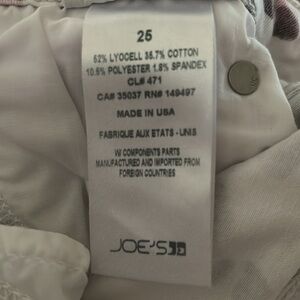 25
52% LYOCELL 35.7% COTTON
10.5% POLYESTER 1.8% SPANDEX
CL# 471
CA# 35037 RN# 149497
MADE IN USA
FABRIQUE AUX ETATS - UNIS
W/ COMPONENTS PARTS
MANUFACTURED AND IMPORTED FROM
FOREIGN COUNTRIES
JOE'S